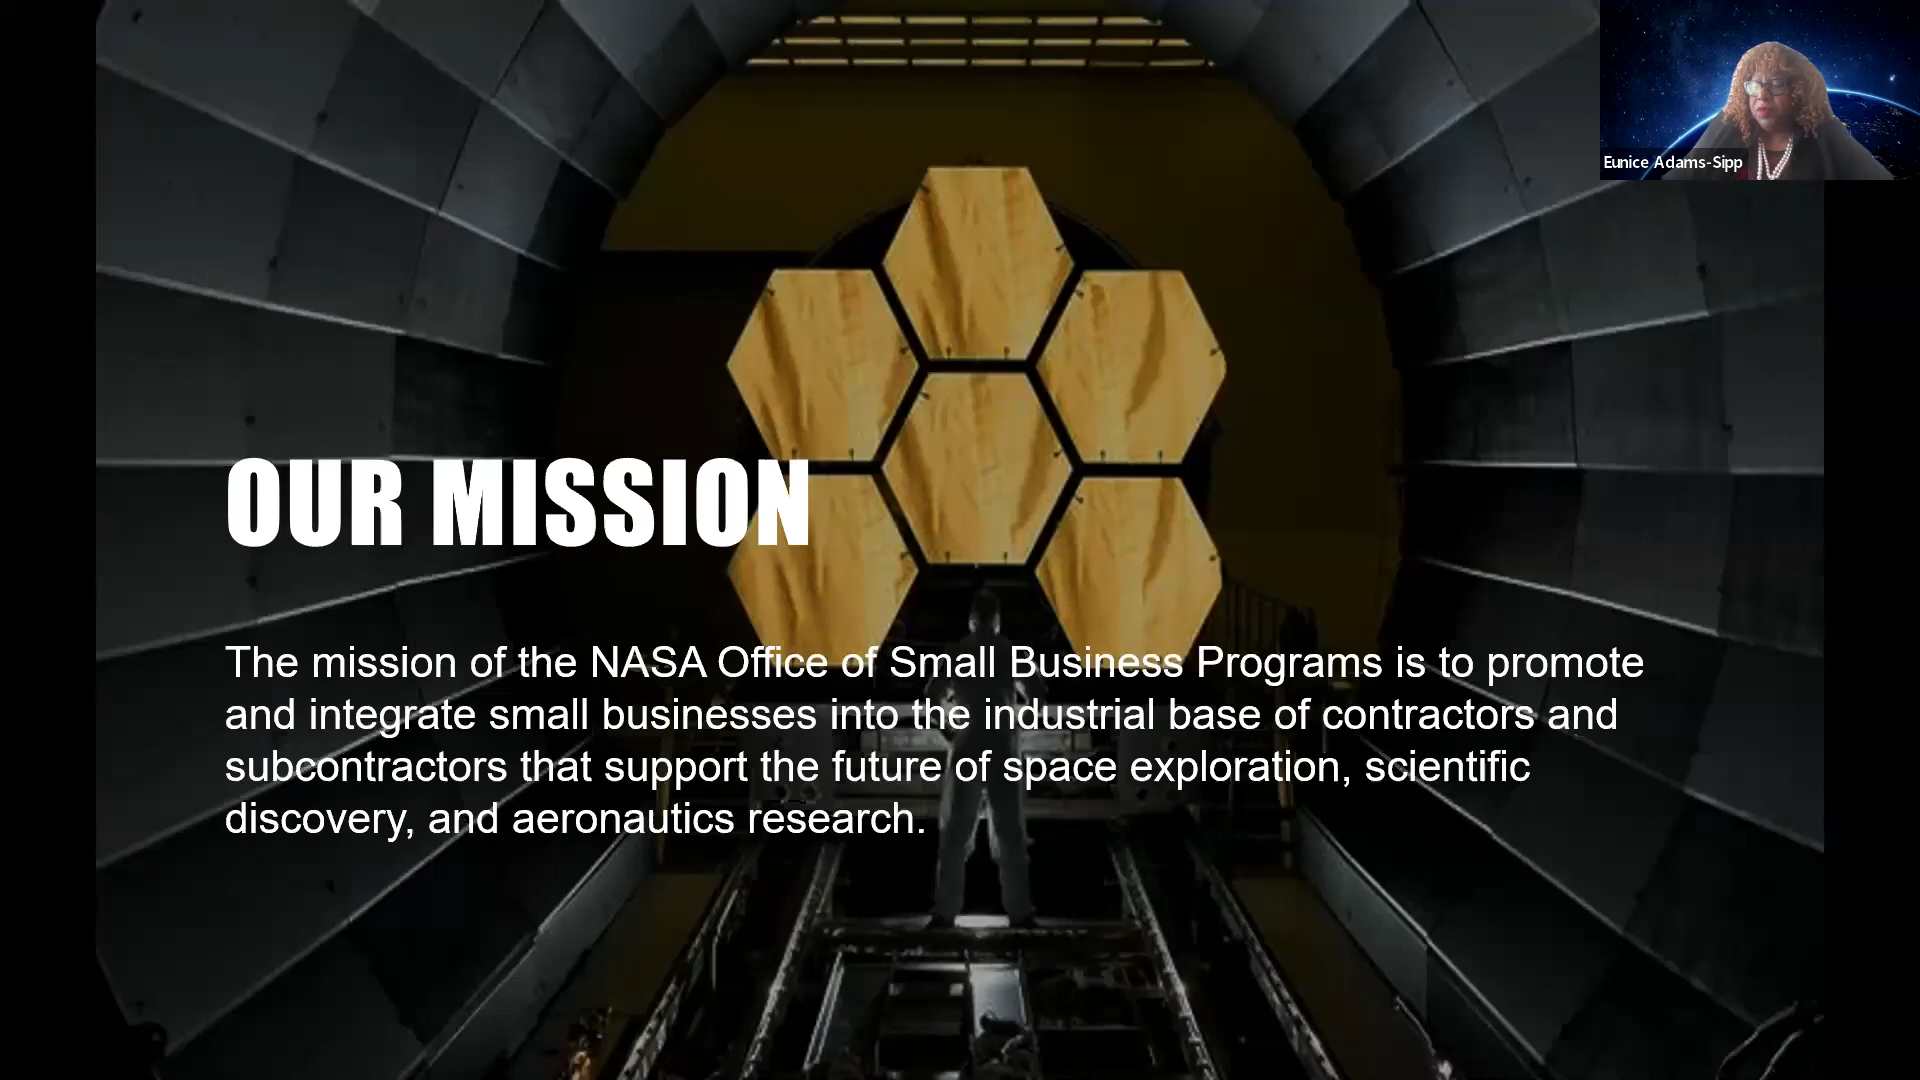 Eunice Adams-Sipp
OUR MISSION
The mission of the NASA Office of Small Business Programs is to promote
and integrate small businesses into the industrial base of contractors and
subcontractors that support the future of space exploration, scientific
discovery, and aeronautics research.